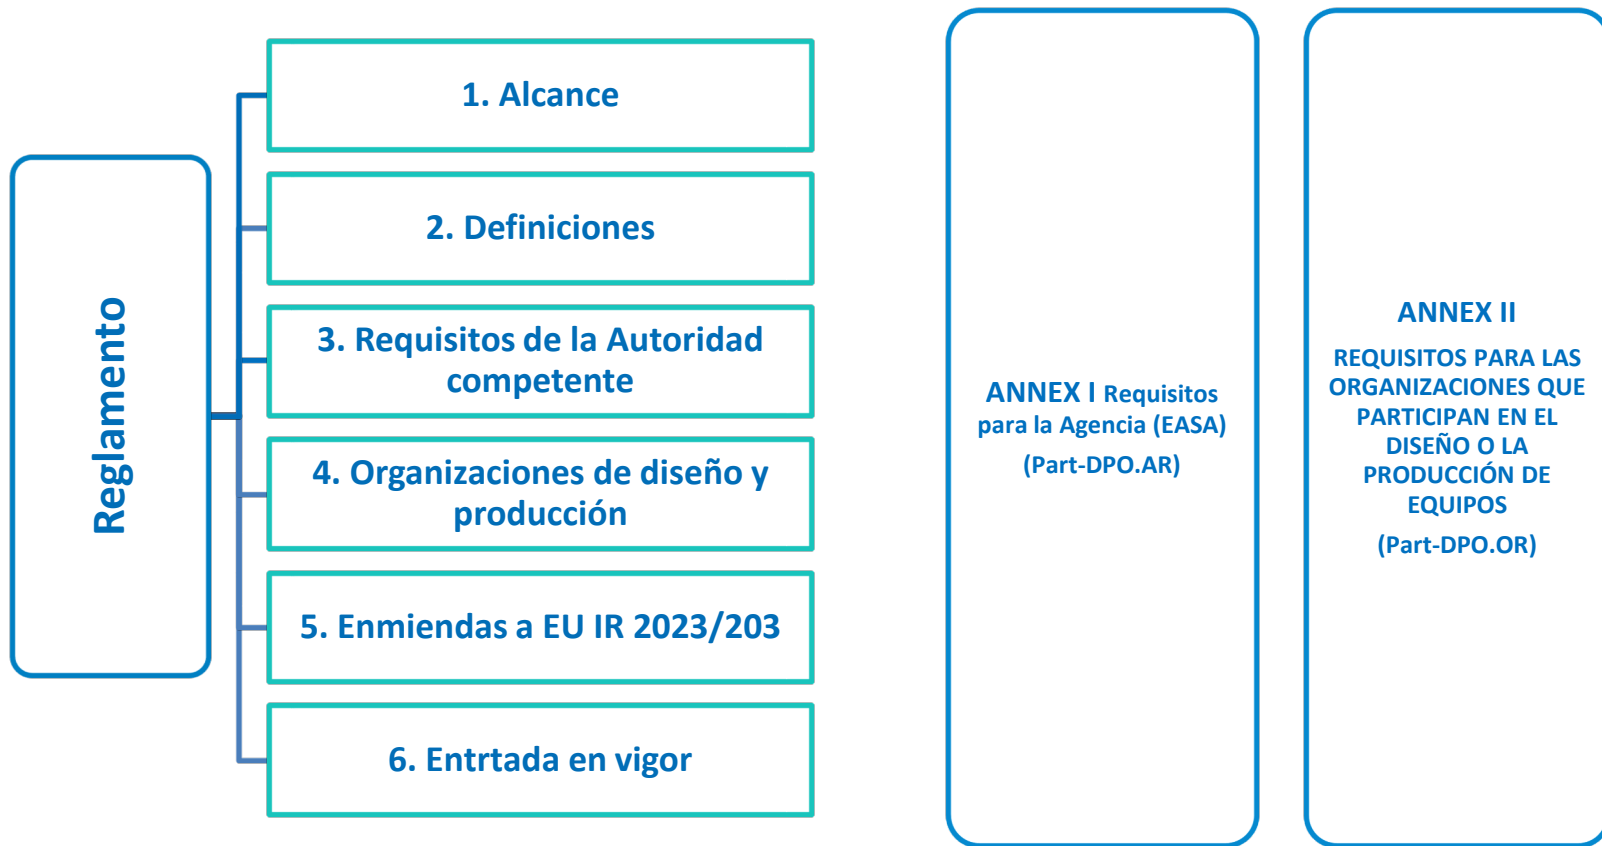 Reglamento
1. Alcance
2. Definiciones
3. Requisitos de la Autoridad
competente
4. Organizaciones de diseño y
producción
5. Enmiendas a EU IR 2023/203
6. Entrtada en vigor
ANNEX I Requisitos
para la Agencia (EASA)
(Part-DPO.AR)
ANNEX II
REQUISITOS PARA LAS
ORGANIZACIONES QUE
PARTICIPAN EN EL
DISEÑO O LA
PRODUCCIÓN DE
EQUIPOS
(Part-DPO.OR)